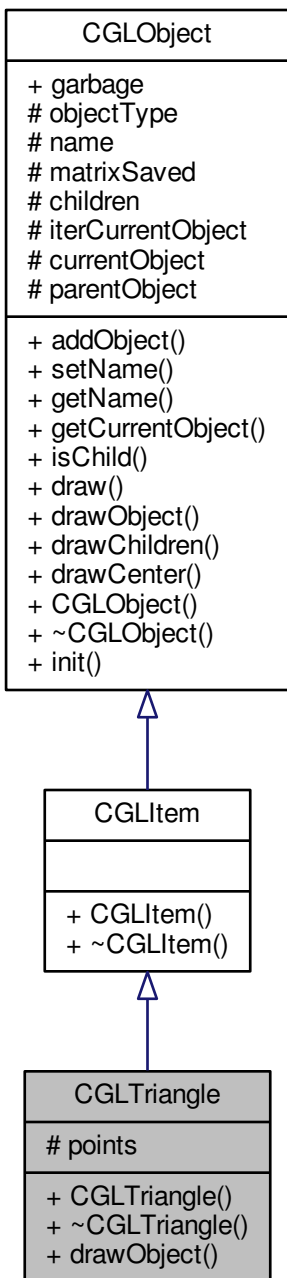 CGLObject
+ garbage
# objectType
# name
# matrixSaved
# children
# iterCurrentObject
# currentObject
# parentObject
+ addObject()
+ setName()
+ getName()
+ getCurrentObject()
+ isChild()
+ draw()
+ drawObject()
+ drawChildren()
+ drawCenter()
+ CGLObject()
+ ~CGLObject()
+ init()
CGLItem
+ CGLItem()
+ ~CGLItem()
CGLTriangle
# points
+ CGLTriangle()
+ ~CGLTriangle()
+ drawObject()